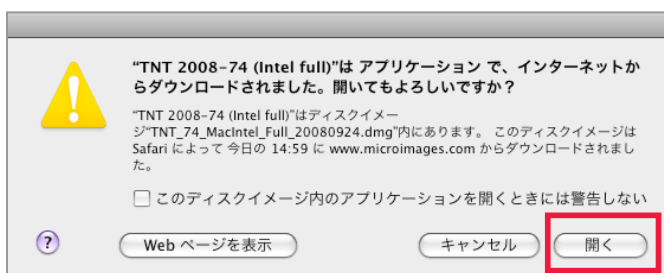 “TNT 2008-74 (Intel full)”は アプリケーション で、インターネットか
らダウンロードされました。開いてもよろしいですか？
“TNT 2008-74 (Intel full)”はディスクイメー
ジ“TNT_74_MacIntel_Full_20080924.dmg”内にあります。 このディスクイメージは
Safari によって 今日の 14:59 に www.microimages.com からダウンロードされまし
た。
このディスクイメージ内のアプリケーションを開くときには警告しない
? Web ページを表示 キャンセル 開く